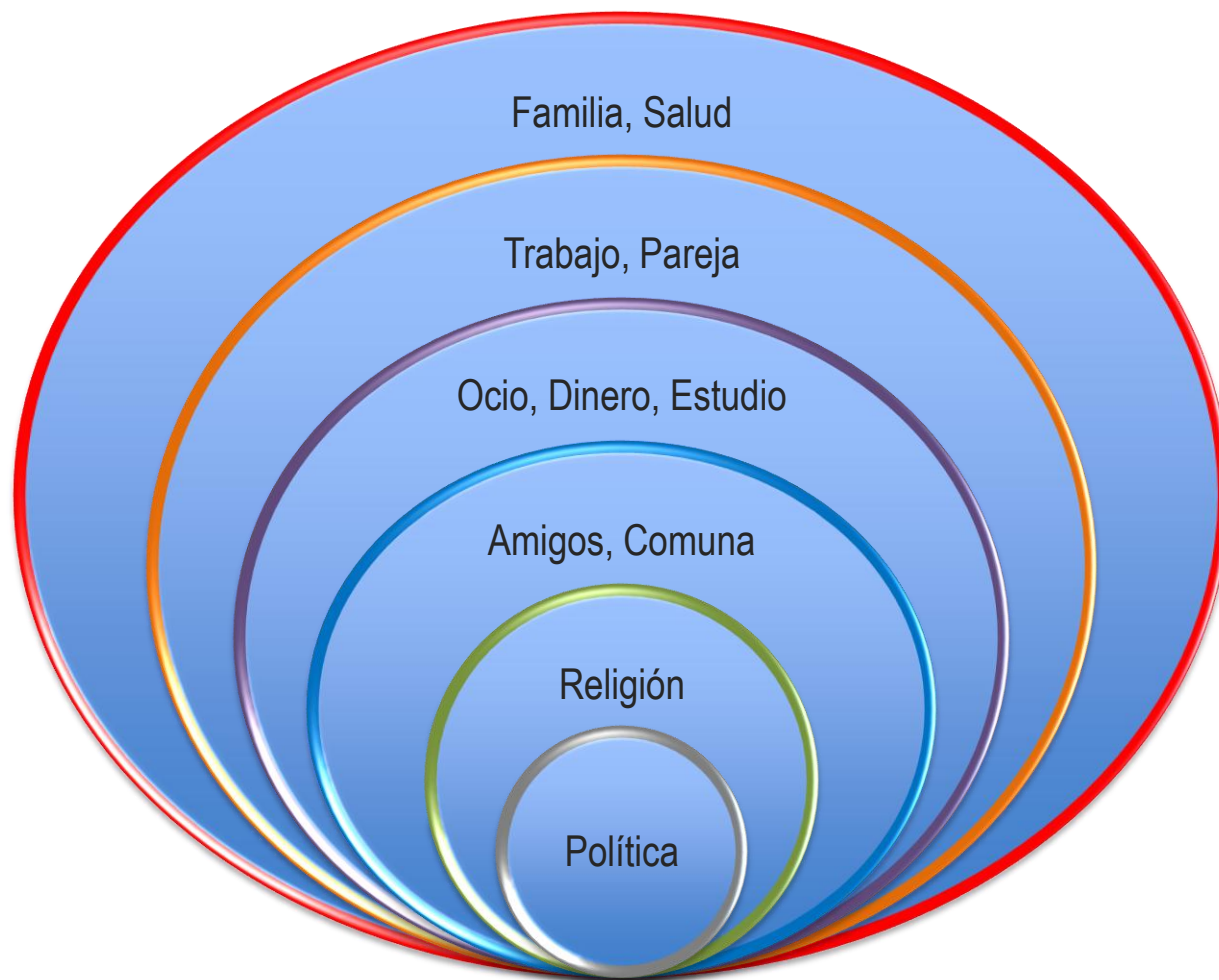 Familia, Salud
Trabajo, Pareja
Ocio, Dinero, Estudio
Amigos, Comuna
Religión
Política